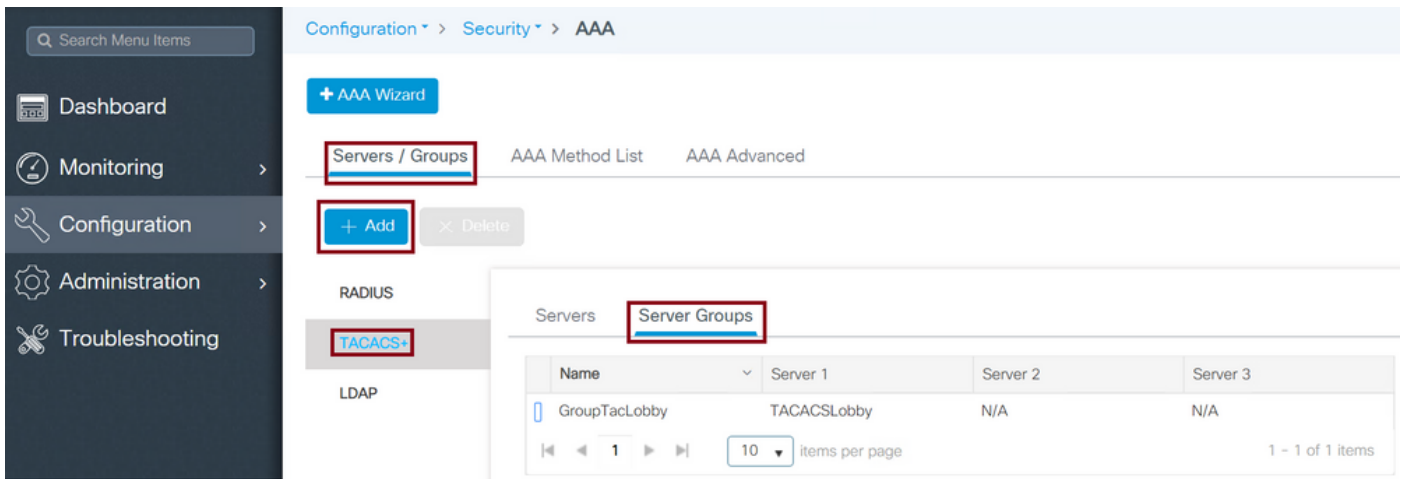 Search Menu Items
Dashboard
Monitoring
Configuration
Administration
Troubleshooting
Configuration > Security > AAA
+ AAA Wizard
Servers / Groups AAA Method List AAA Advanced
+ Add × Delete
RADIUS
TACACS+
LDAP
Servers Server Groups
Name Server 1 Server 2 Server 3
GroupTacLobby TACACSLobby N/A N/A
1 10 items per page 1 - 1 of 1 items